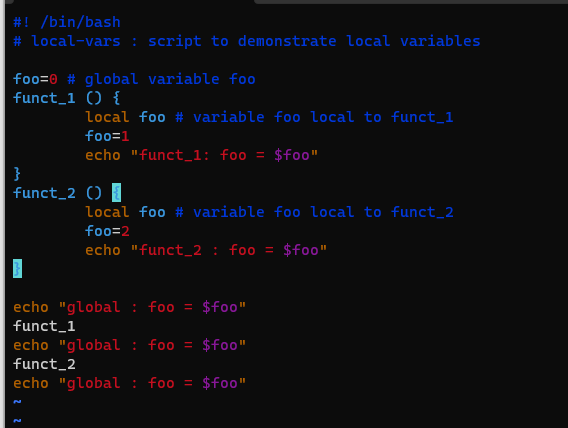 #! /bin/bash
# local-vars : script to demonstrate local variables
foo=0 # global variable foo
funct_1 () {
        local foo # variable foo local to funct_1
        foo=1
        echo "funct_1: foo = $foo"
}
funct_2 () {
        local foo # variable foo local to funct_2
        foo=2
        echo "funct_2 : foo = $foo"
}
echo "global : foo = $foo"
funct_1
echo "global : foo = $foo"
funct_2
echo "global : foo = $foo"
~
~